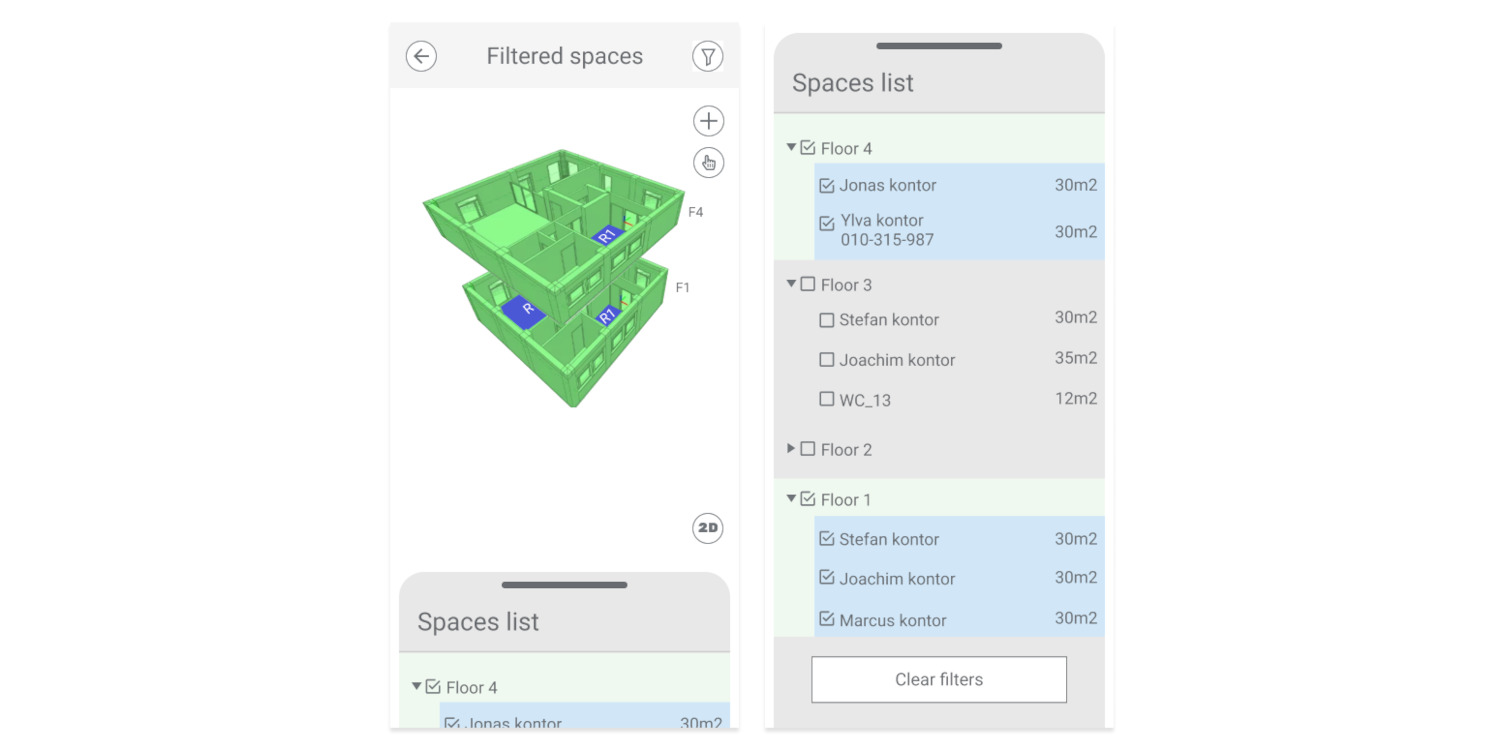 Filtered spaces
F4
R1
F1
R
R1
2D
Spaces list
Floor 4
Jonas kontor 30m2
Spaces list
Floor 4
Jonas kontor 30m2
Ylva kontor
010-315-987 30m2
Floor 3
Stefan kontor 30m2
Joachim kontor 35m2
WC_13 12m2
Floor 2
Floor 1
Stefan kontor 30m2
Joachim kontor 30m2
Marcus kontor 30m2
Clear filters